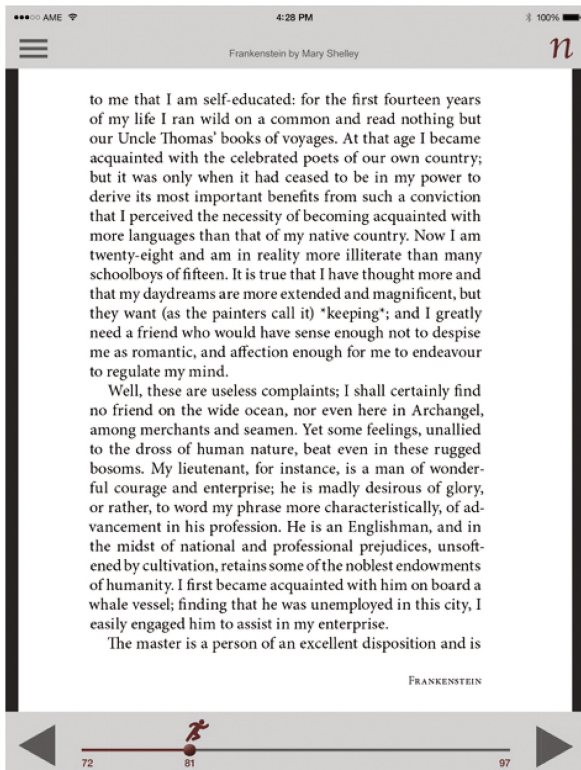 AME
4:28 PM
100%
Frankenstein by Mary Shelley
n
to me that I am self-educated: for the first fourteen years
of my life I ran wild on a common and read nothing but
our Uncle Thomas' books of voyages. At that age I became
acquainted with the celebrated poets of our own country;
but it was only when it had ceased to be in my power to
derive its most important benefits from such a conviction
that I perceived the necessity of becoming acquainted with
more languages than that of my native country. Now I am
twenty-eight and am in reality more illiterate than many
schoolboys of fifteen. It is true that I have thought more and
that my daydreams are more extended and magnificent, but
they want (as the painters call it) *keeping*; and I greatly
need a friend who would have sense enough not to despise
me as romantic, and affection enough for me to endeavour
to regulate my mind.
Well, these are useless complaints; I shall certainly find
no friend on the wide ocean, nor even here in Archangel,
among merchants and seamen. Yet some feelings, unallied
to the dross of human nature, beat even in these rugged
bosoms. My lieutenant, for instance, is a man of wonder-
ful courage and enterprise; he is madly desirous of glory,
or rather, to word my phrase more characteristically, of ad-
vancement in his profession. He is an Englishman, and in
the midst of national and professional prejudices, unsoft-
ened by cultivation, retains some of the noblest endowments
of humanity. I first became acquainted with him on board a
whale vessel; finding that he was unemployed in this city, I
easily engaged him to assist in my enterprise.
The master is a person of an excellent disposition and is
Frankenstein
72
81
97